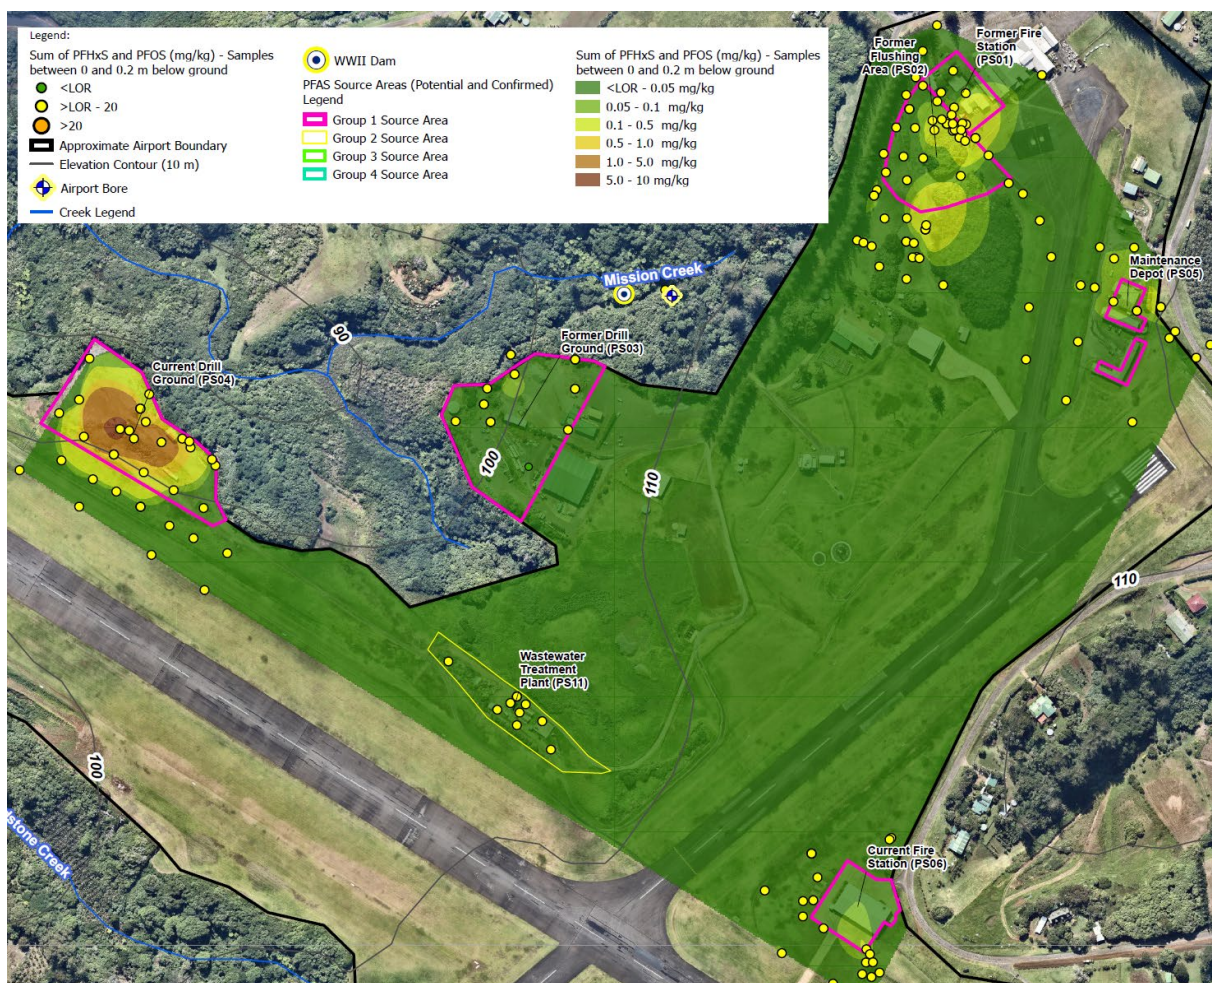 Legend:
Sum of PFHxS and PFOS (mg/kg) - Samples
between 0 and 0.2 m below ground
<LOR
>LOR - 20
>20
Approximate Airport Boundary
Elevation Contour (10 m)
Airport Bore
Creek Legend
WWII Dam
PFAS Source Areas (Potential and Confirmed)
Legend
Group 1 Source Area
Group 2 Source Area
Group 3 Source Area
Group 4 Source Area
Sum of PFHxS and PFOS (mg/kg) - Samples
between 0 and 0.2 m below ground
<LOR - 0.05 mg/kg
0.05 - 0.1 mg/kg
0.1 - 0.5 mg/kg
0.5 - 1.0 mg/kg
1.0 - 5.0 mg/kg
5.0 - 10 mg/kg
Former
Flushing
Area (PS02)
Former Fire
Station
(PS01)
Maintenance
Depot (PS05)
Mission Creek
90
Former Drill
Ground (PS03)
Current Drill
Ground (PS04)
100
110
110
Wastewater
Treatment
Plant (PS11)
100
dstone Creek
Current Fire
Station (PS06)